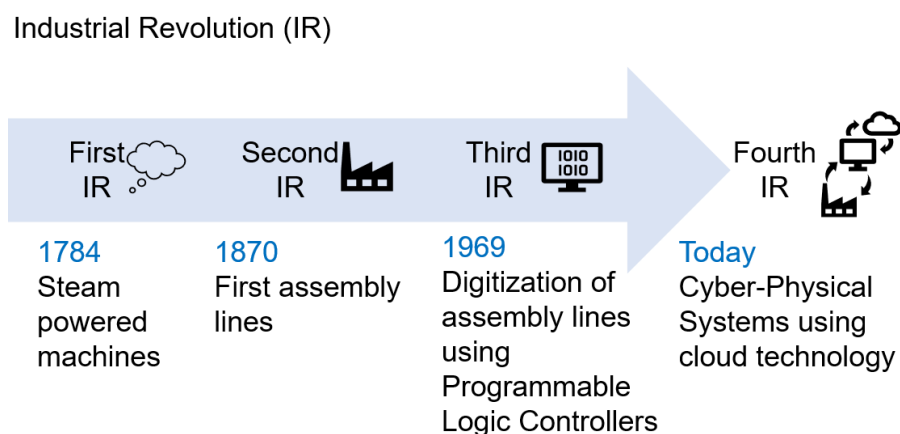 Industrial Revolution (IR)
First
IR
Second
IR
Third
IR
1010
1010
Fourth
IR
1784
Steam
powered
machines
1870
First assembly
lines
1969
Digitization of
assembly lines
using
Programmable
Logic Controllers
Today
Cyber-Physical
Systems using
cloud technology